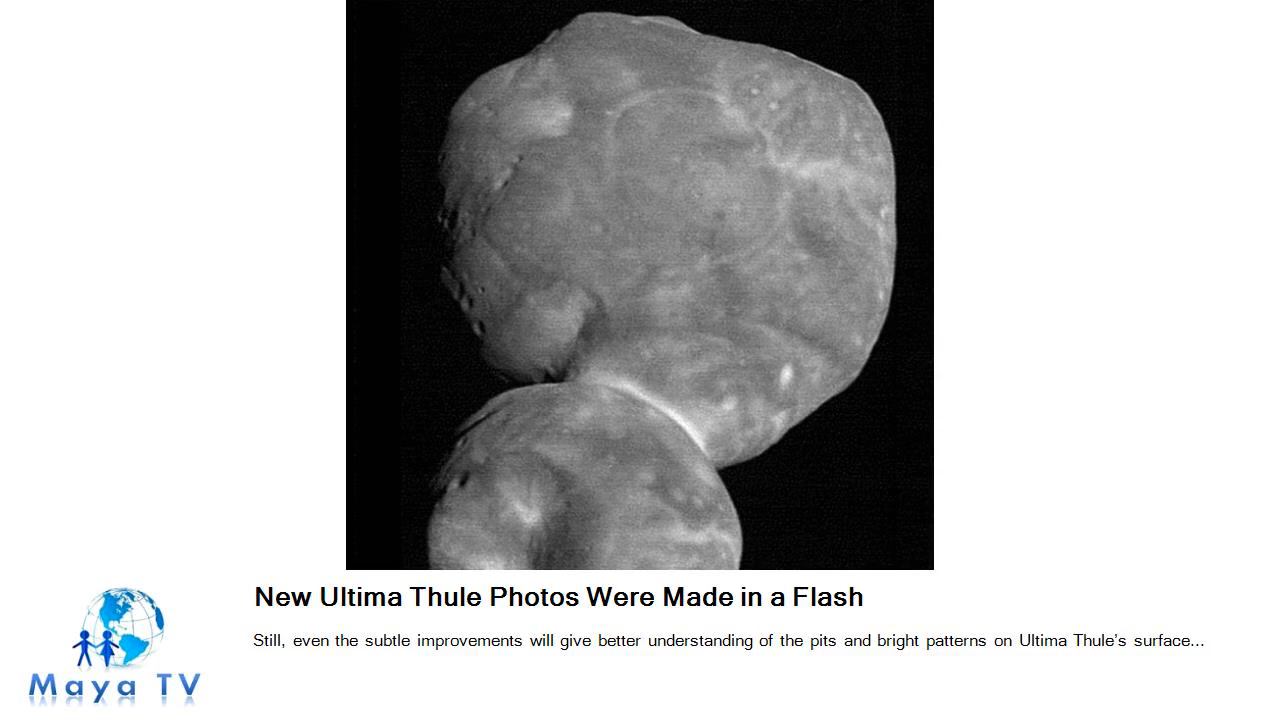 New Ultima Thule Photos Were Made in a Flash
Still, even the subtle improvements will give better understanding of the pits and bright patterns on Ultima Thule’s surface...
Maya TV